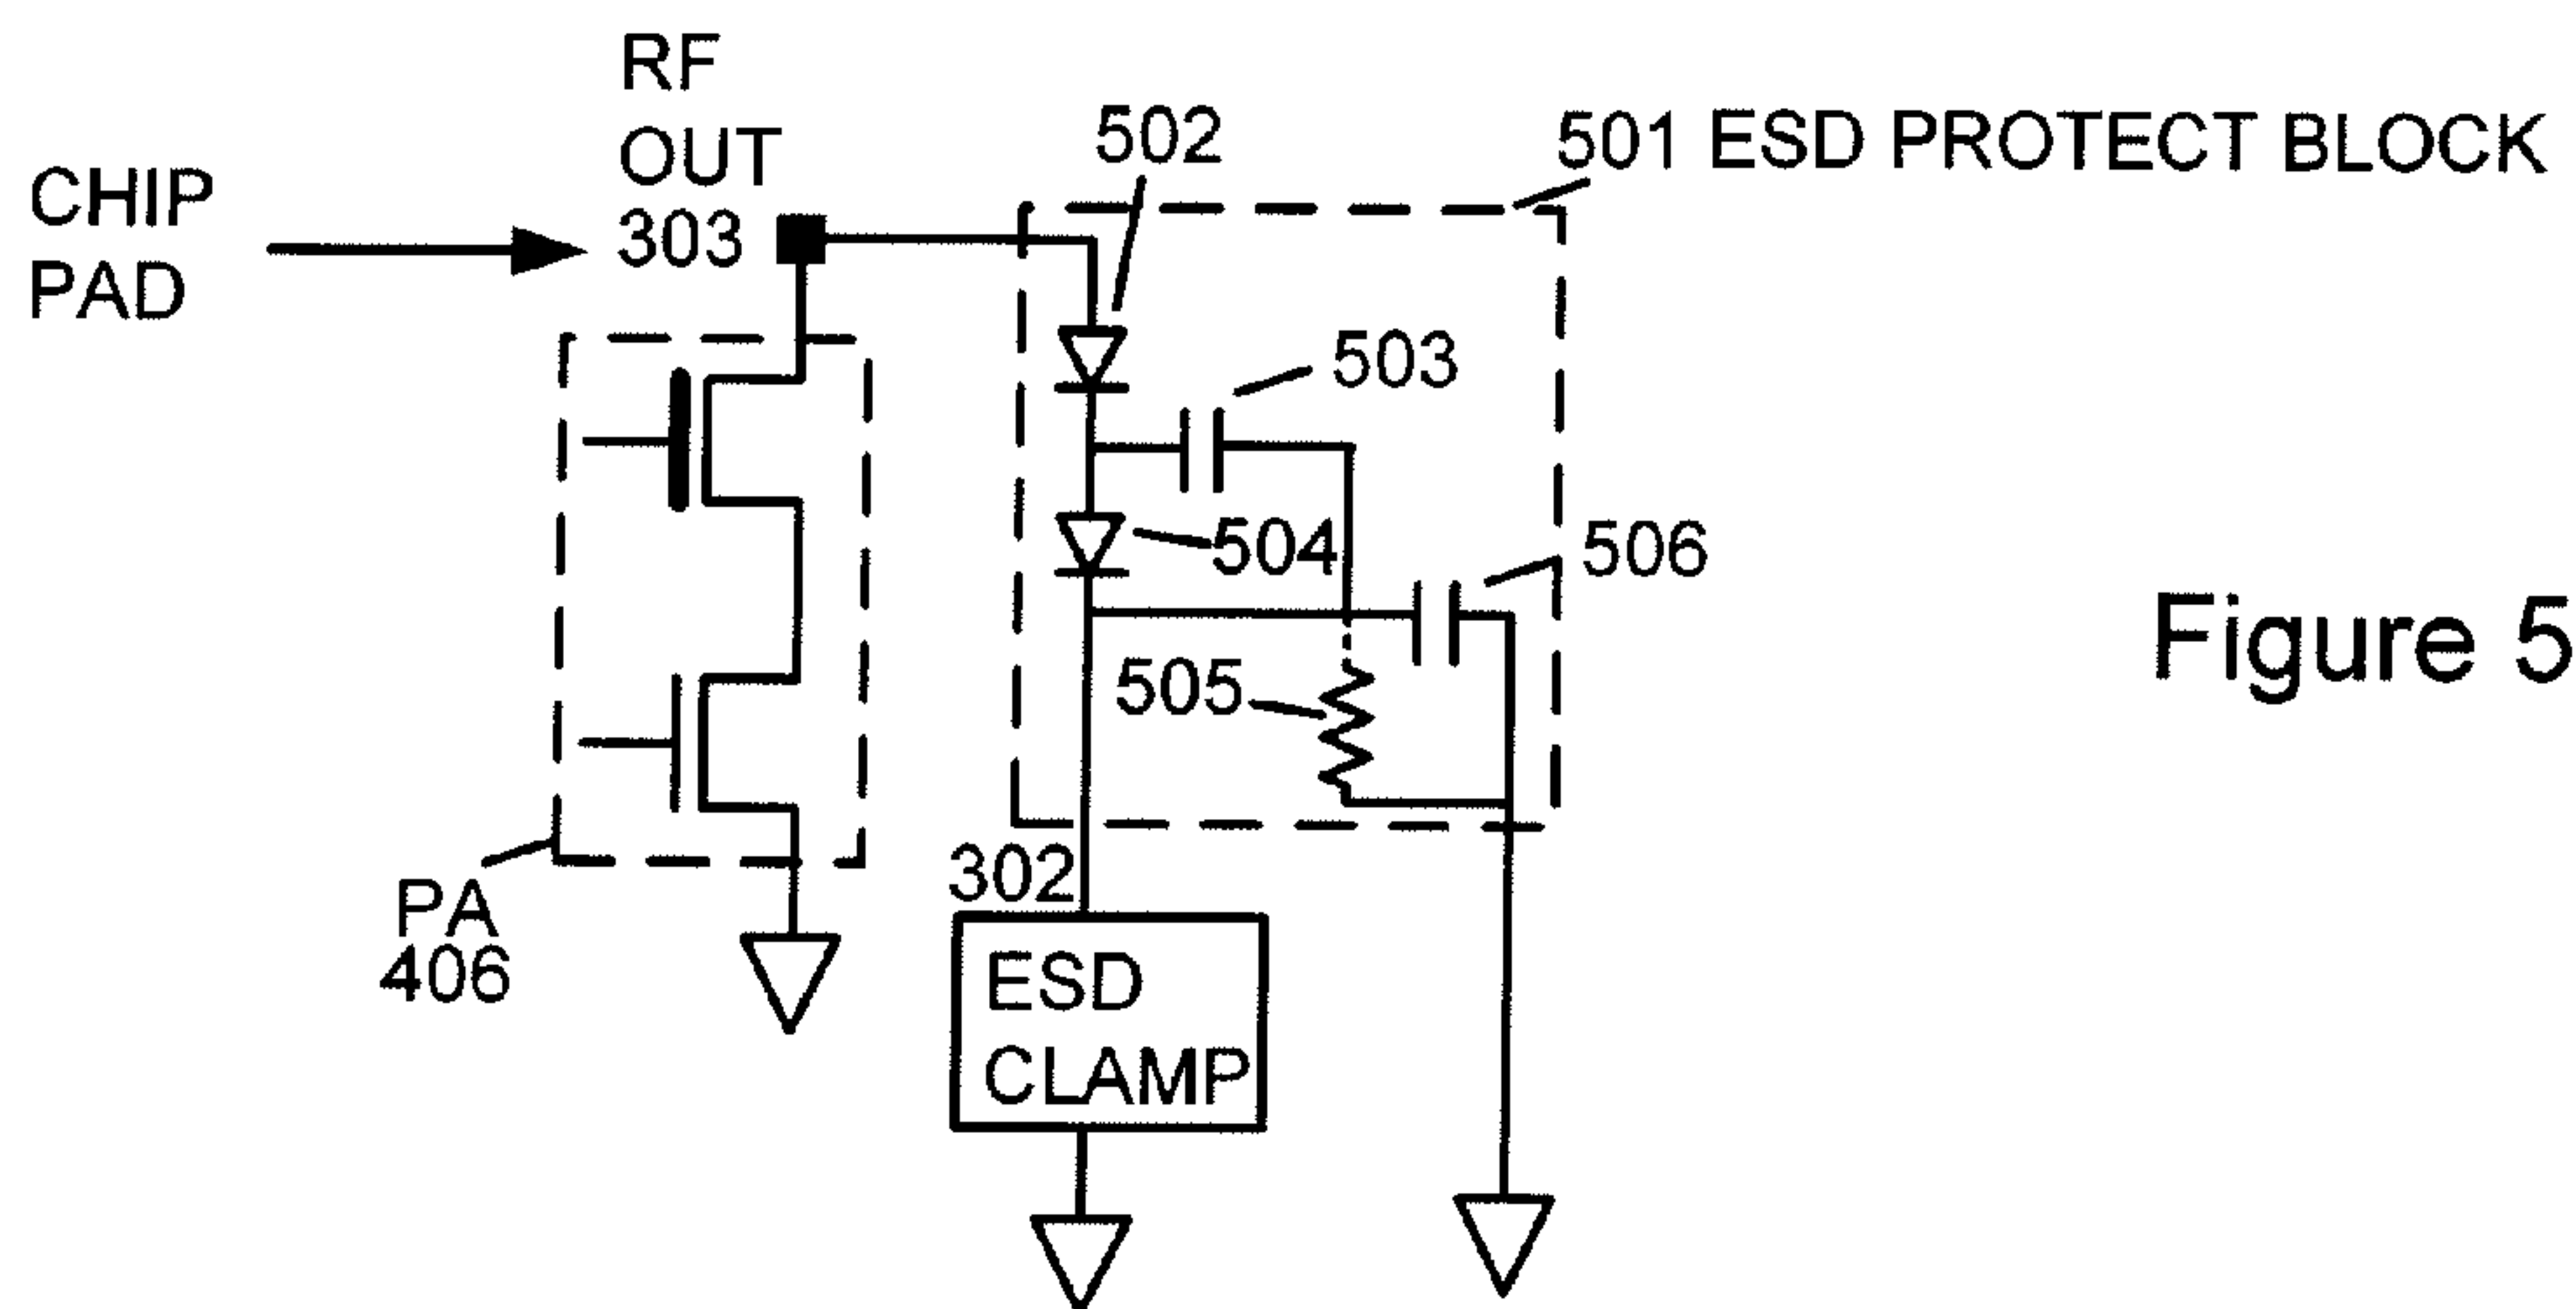 RF
OUT
303
CHIP
PAD
502
501 ESD PROTECT BLOCK
503
504
506
505
Figure 5
PA
406
302
ESD
CLAMP